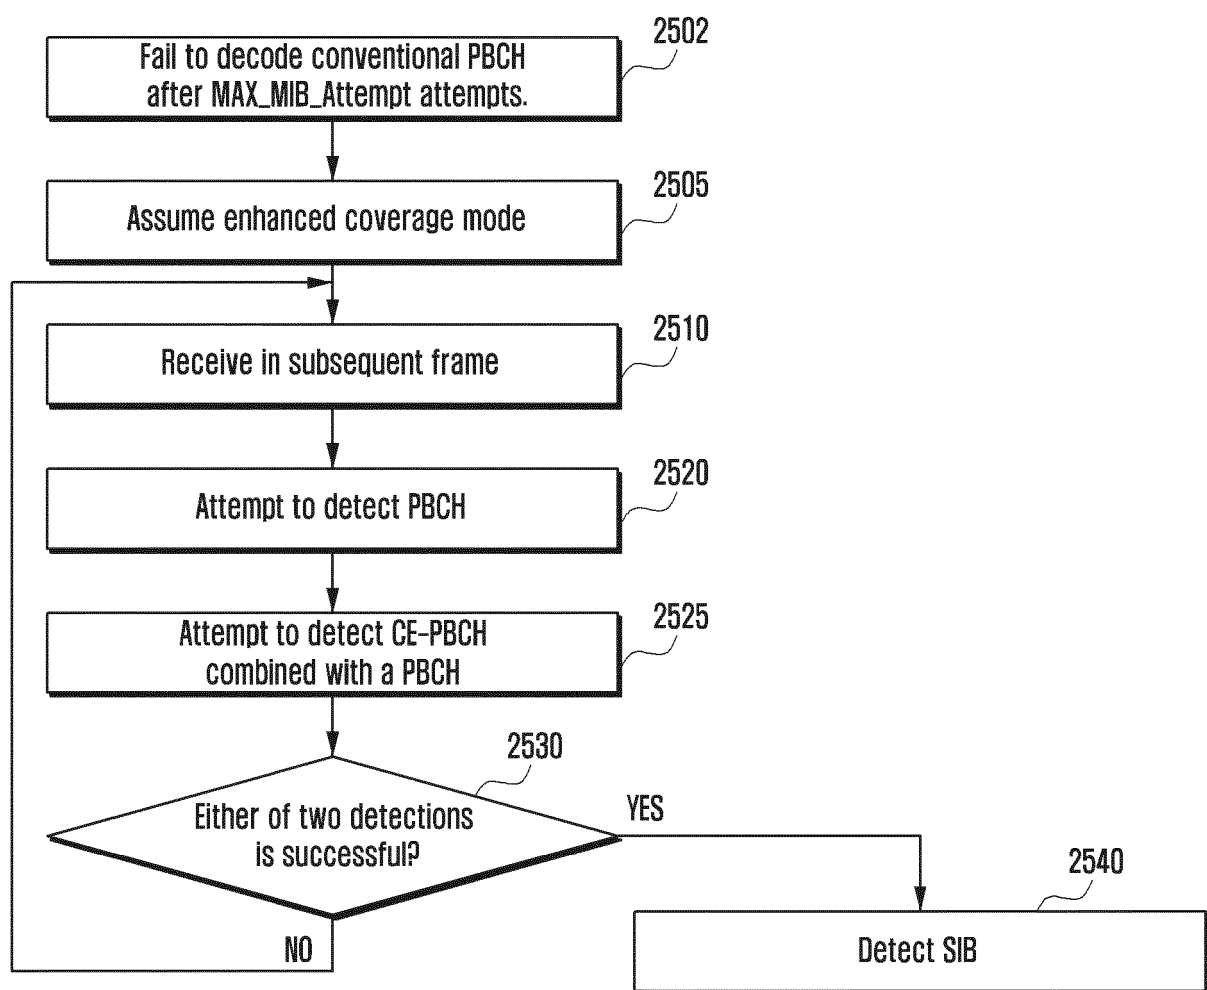 2502
Fail to decode conventional PBCH
after MAX_MIB_Attempt attempts.
2505
Assume enhanced coverage mode
2510
Receive in subsequent frame
2520
Attempt to detect PBCH
2525
Attempt to detect CE-PBCH
combined with a PBCH
2530
Either of two detections
is successful?
YES
NO
2540
Detect SIB